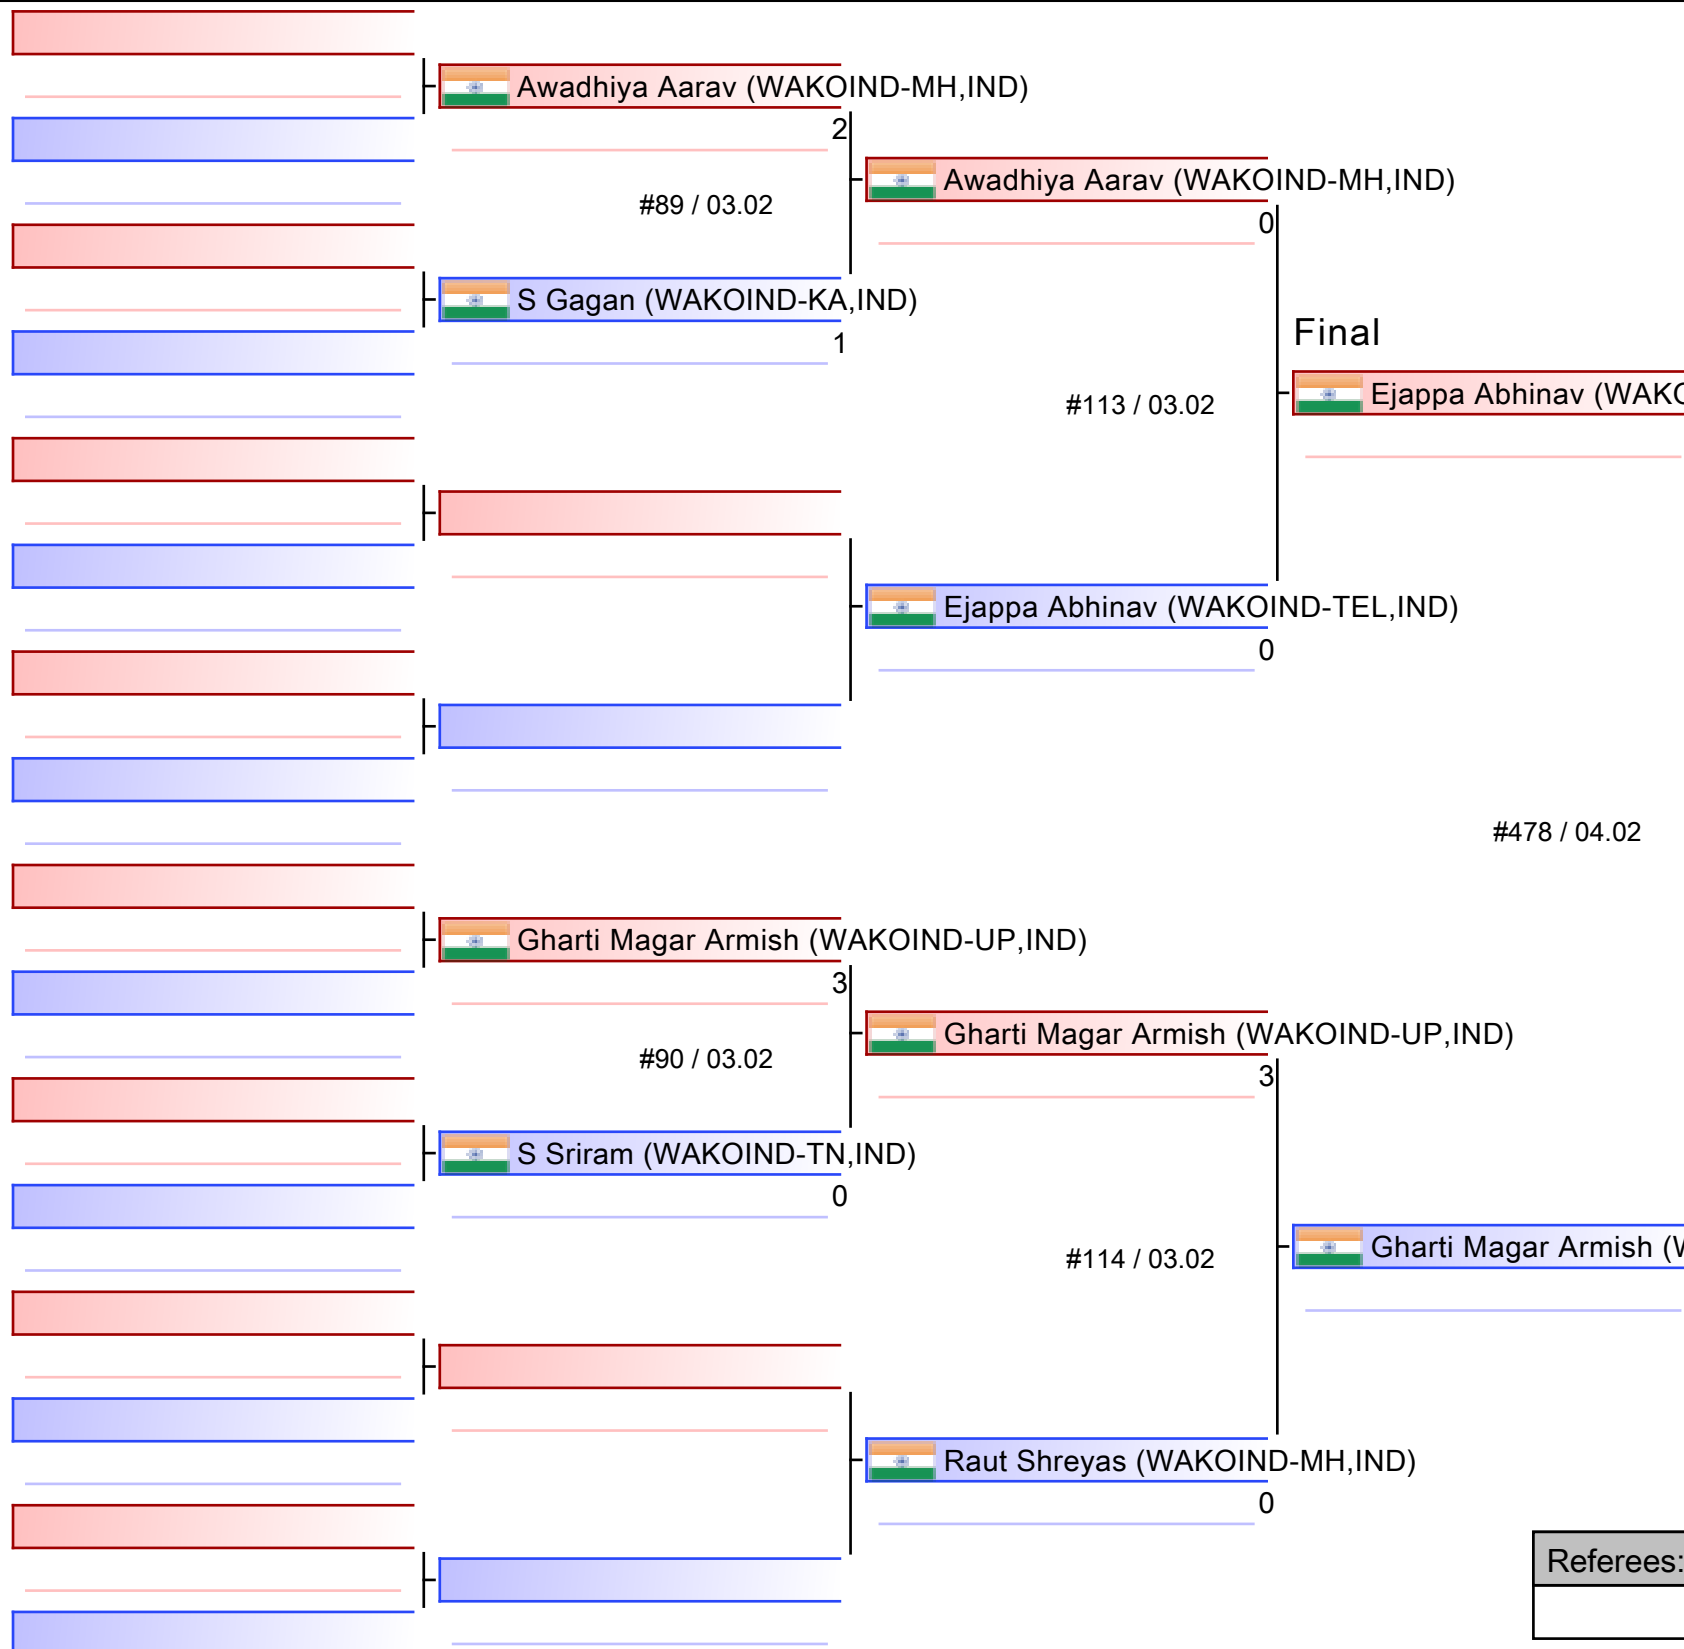 Awadhiya Aarav (WAKOIND-MH,IND)
2
Awadhiya Aarav (WAKOIND-MH,IND)
#89 / 03.02
0
S Gagan (WAKOIND-KA,IND)
Final
1
Ejappa Abhinav (WAKO
#113 / 03.02
Ejappa Abhinav (WAKOIND-TEL,IND)
0
#478 / 04.02
Gharti Magar Armish (WAKOIND-UP,IND)
3
Gharti Magar Armish (WAKOIND-UP,IND)
#90 / 03.02
3
S Sriram (WAKOIND-TN,IND)
0
Gharti Magar Armish (W
#114 / 03.02
Raut Shreyas (WAKOIND-MH,IND)
0
Referees: